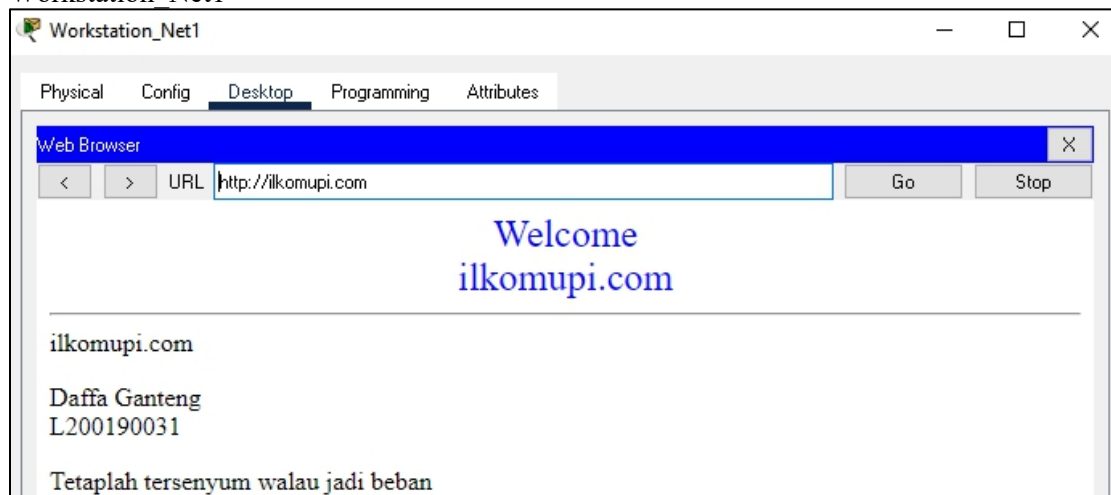 Workstation_Net1
Workstation_Net1
Physical Config Desktop Programming Attributes
Web Browser X
< > URL http://ilkomupi.com Go Stop
Welcome
ilkomupi.com
ilkomupi.com
Daffa Ganteng
L200190031
Tetaplah tersenyum walau jadi beban